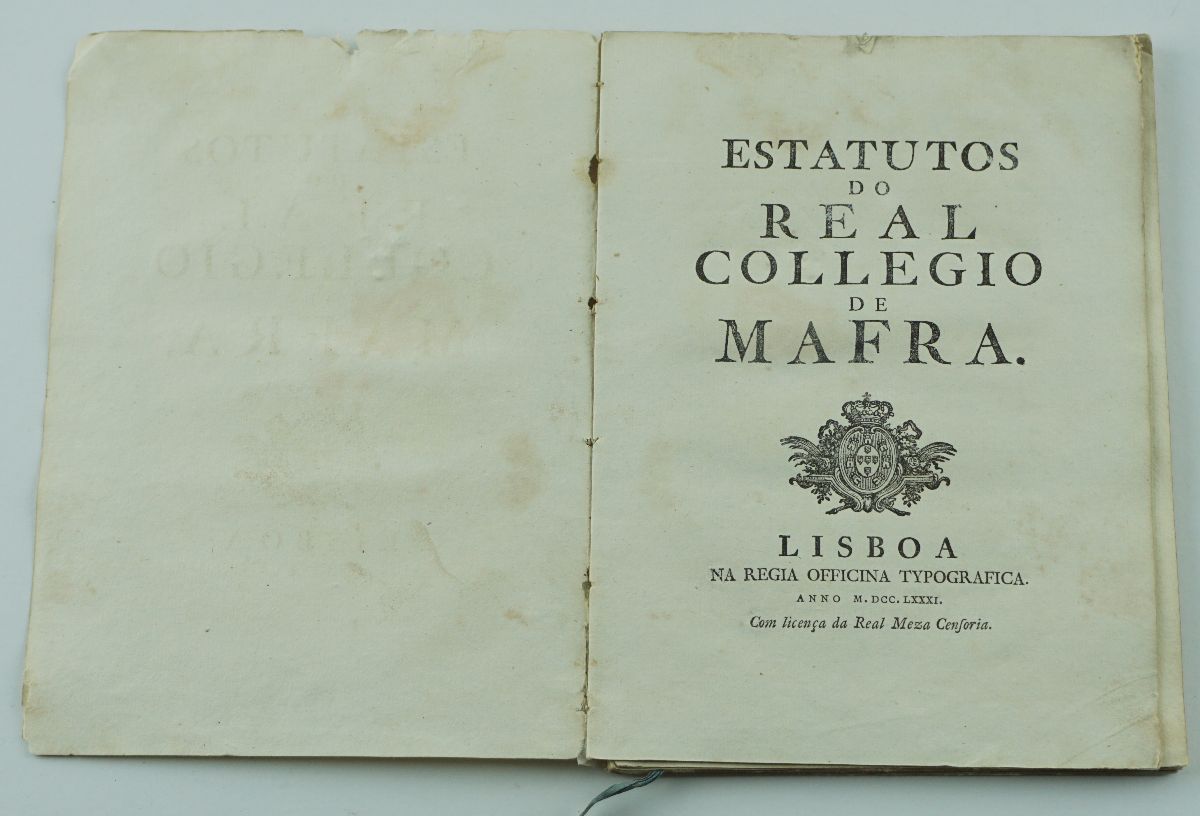 ESTATUTOS
DO
REAL
COLLEGIO
DE
MAFRA.
LISBOA
NA REGIA OFFICINA TYPOGRAFICA.
ANNO M. DCC. LXXXI.
Com licença da Real Meza Cenſoria.